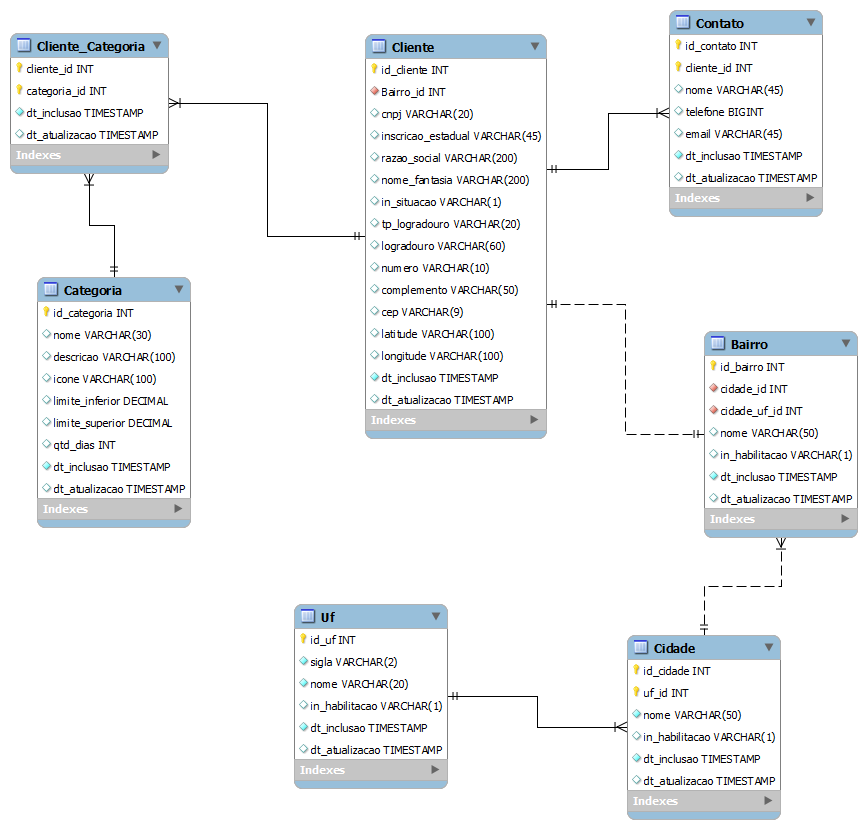 Cliente_Categoria
cliente_id INT
categoria_id INT
dt_inclusao TIMESTAMP
dt_atualizacao TIMESTAMP
Indexes
Cliente
id_cliente INT
Bairro_id INT
cnpj VARCHAR(20)
inscricao_estadual VARCHAR(45)
razao_social VARCHAR(200)
nome_fantasia VARCHAR(200)
in_situacao VARCHAR(1)
tp_logradouro VARCHAR(20)
logradouro VARCHAR(60)
numero VARCHAR(10)
complemento VARCHAR(50)
cep VARCHAR(9)
latitude VARCHAR(100)
longitude VARCHAR(100)
dt_inclusao TIMESTAMP
dt_atualizacao TIMESTAMP
Indexes
Contato
id_contato INT
cliente_id INT
nome VARCHAR(45)
telefone BIGINT
email VARCHAR(45)
dt_inclusao TIMESTAMP
dt_atualizacao TIMESTAMP
Indexes
Categoria
id_categoria INT
nome VARCHAR(30)
descricao VARCHAR(100)
icone VARCHAR(100)
limite_inferior DECIMAL
limite_superior DECIMAL
qtd_dias INT
dt_inclusao TIMESTAMP
dt_atualizacao TIMESTAMP
Indexes
Bairro
id_bairro INT
cidade_id INT
cidade_uf_id INT
nome VARCHAR(50)
in_habilitacao VARCHAR(1)
dt_inclusao TIMESTAMP
dt_atualizacao TIMESTAMP
Indexes
Uf
id_uf INT
sigla VARCHAR(2)
nome VARCHAR(20)
in_habilitacao VARCHAR(1)
dt_inclusao TIMESTAMP
dt_atualizacao TIMESTAMP
Indexes
Cidade
id_cidade INT
uf_id INT
nome VARCHAR(50)
in_habilitacao VARCHAR(1)
dt_inclusao TIMESTAMP
dt_atualizacao TIMESTAMP
Indexes